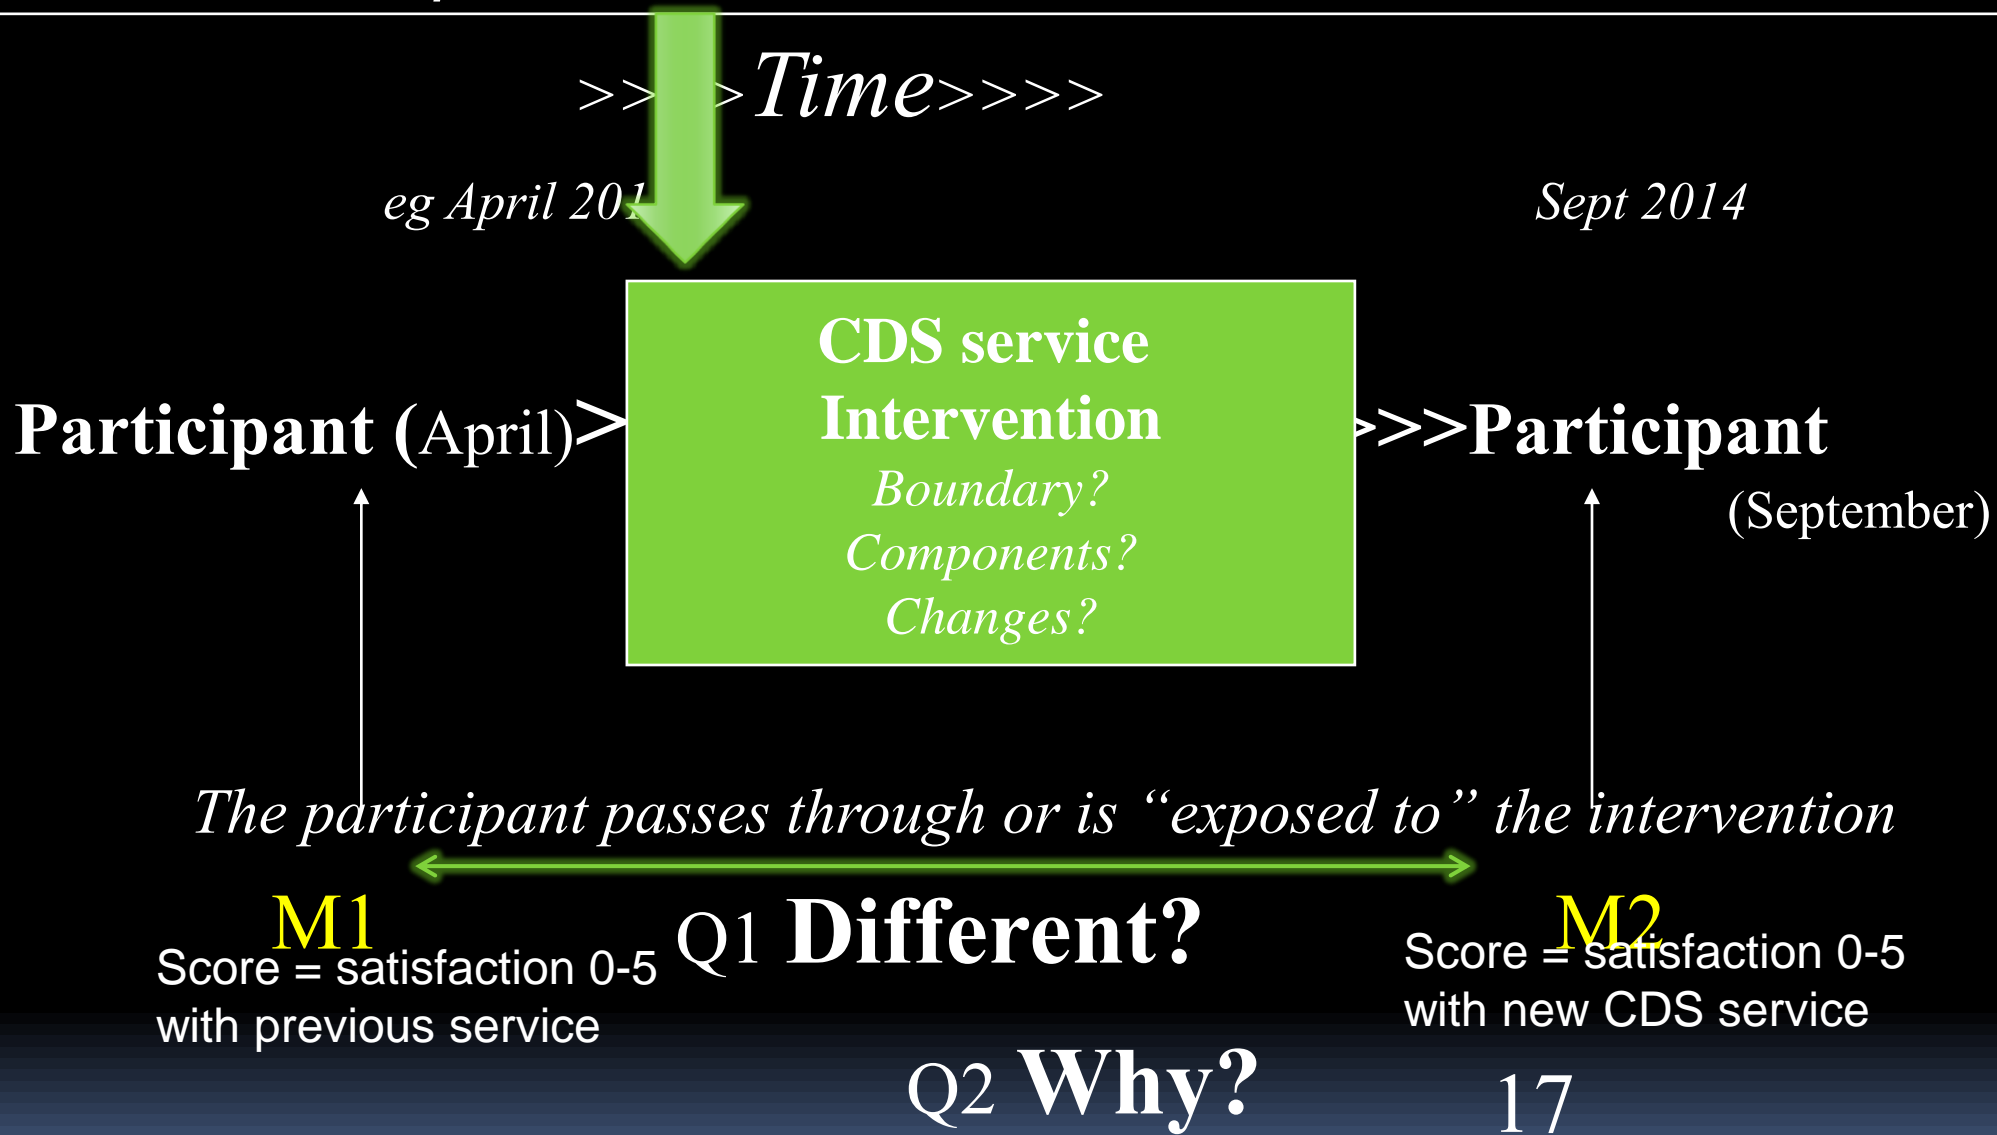 >> >Time>>>>
eg April 201
Sept 2014
CDS service
Intervention
Boundary?
Components?
Changes?
Participant (April)>
>>>Participant
(September)
The participant passes through or is “exposed to” the intervention
M1
Score = satisfaction 0-5
with previous service
Q1 Different?
M2
Score = satisfaction 0-5
with new CDS service
Q2 Why?
17